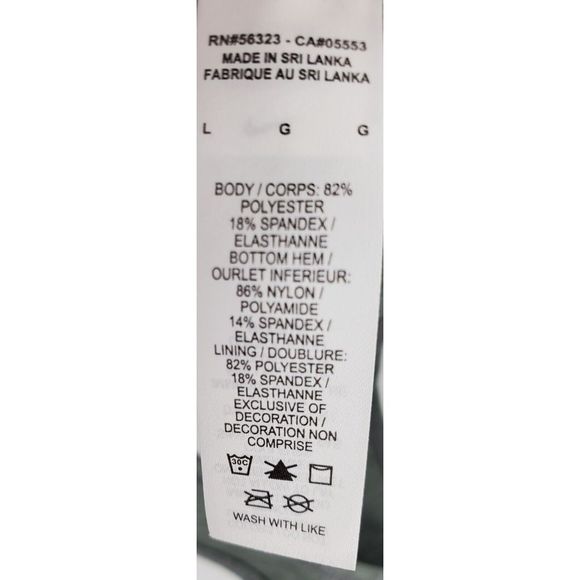 RN#56323 - CA#05553
MADE IN SRI LANKA
FABRIQUE AU SRI LANKA
L G G
BODY / CORPS: 82%
POLYESTER
18% SPANDEX /
ELASTHANNE
BOTTOM HEM /
OURLET INFERIEUR:
86% NYLON /
POLYAMIDE
14% SPANDEX /
ELASTHANNE
LINING / DOUBLURE:
82% POLYESTER
18% SPANDEX /
ELASTHANNE
EXCLUSIVE OF
DECORATION /
DECORATION NON
COMPRISE
30C
WASH WITH LIKE